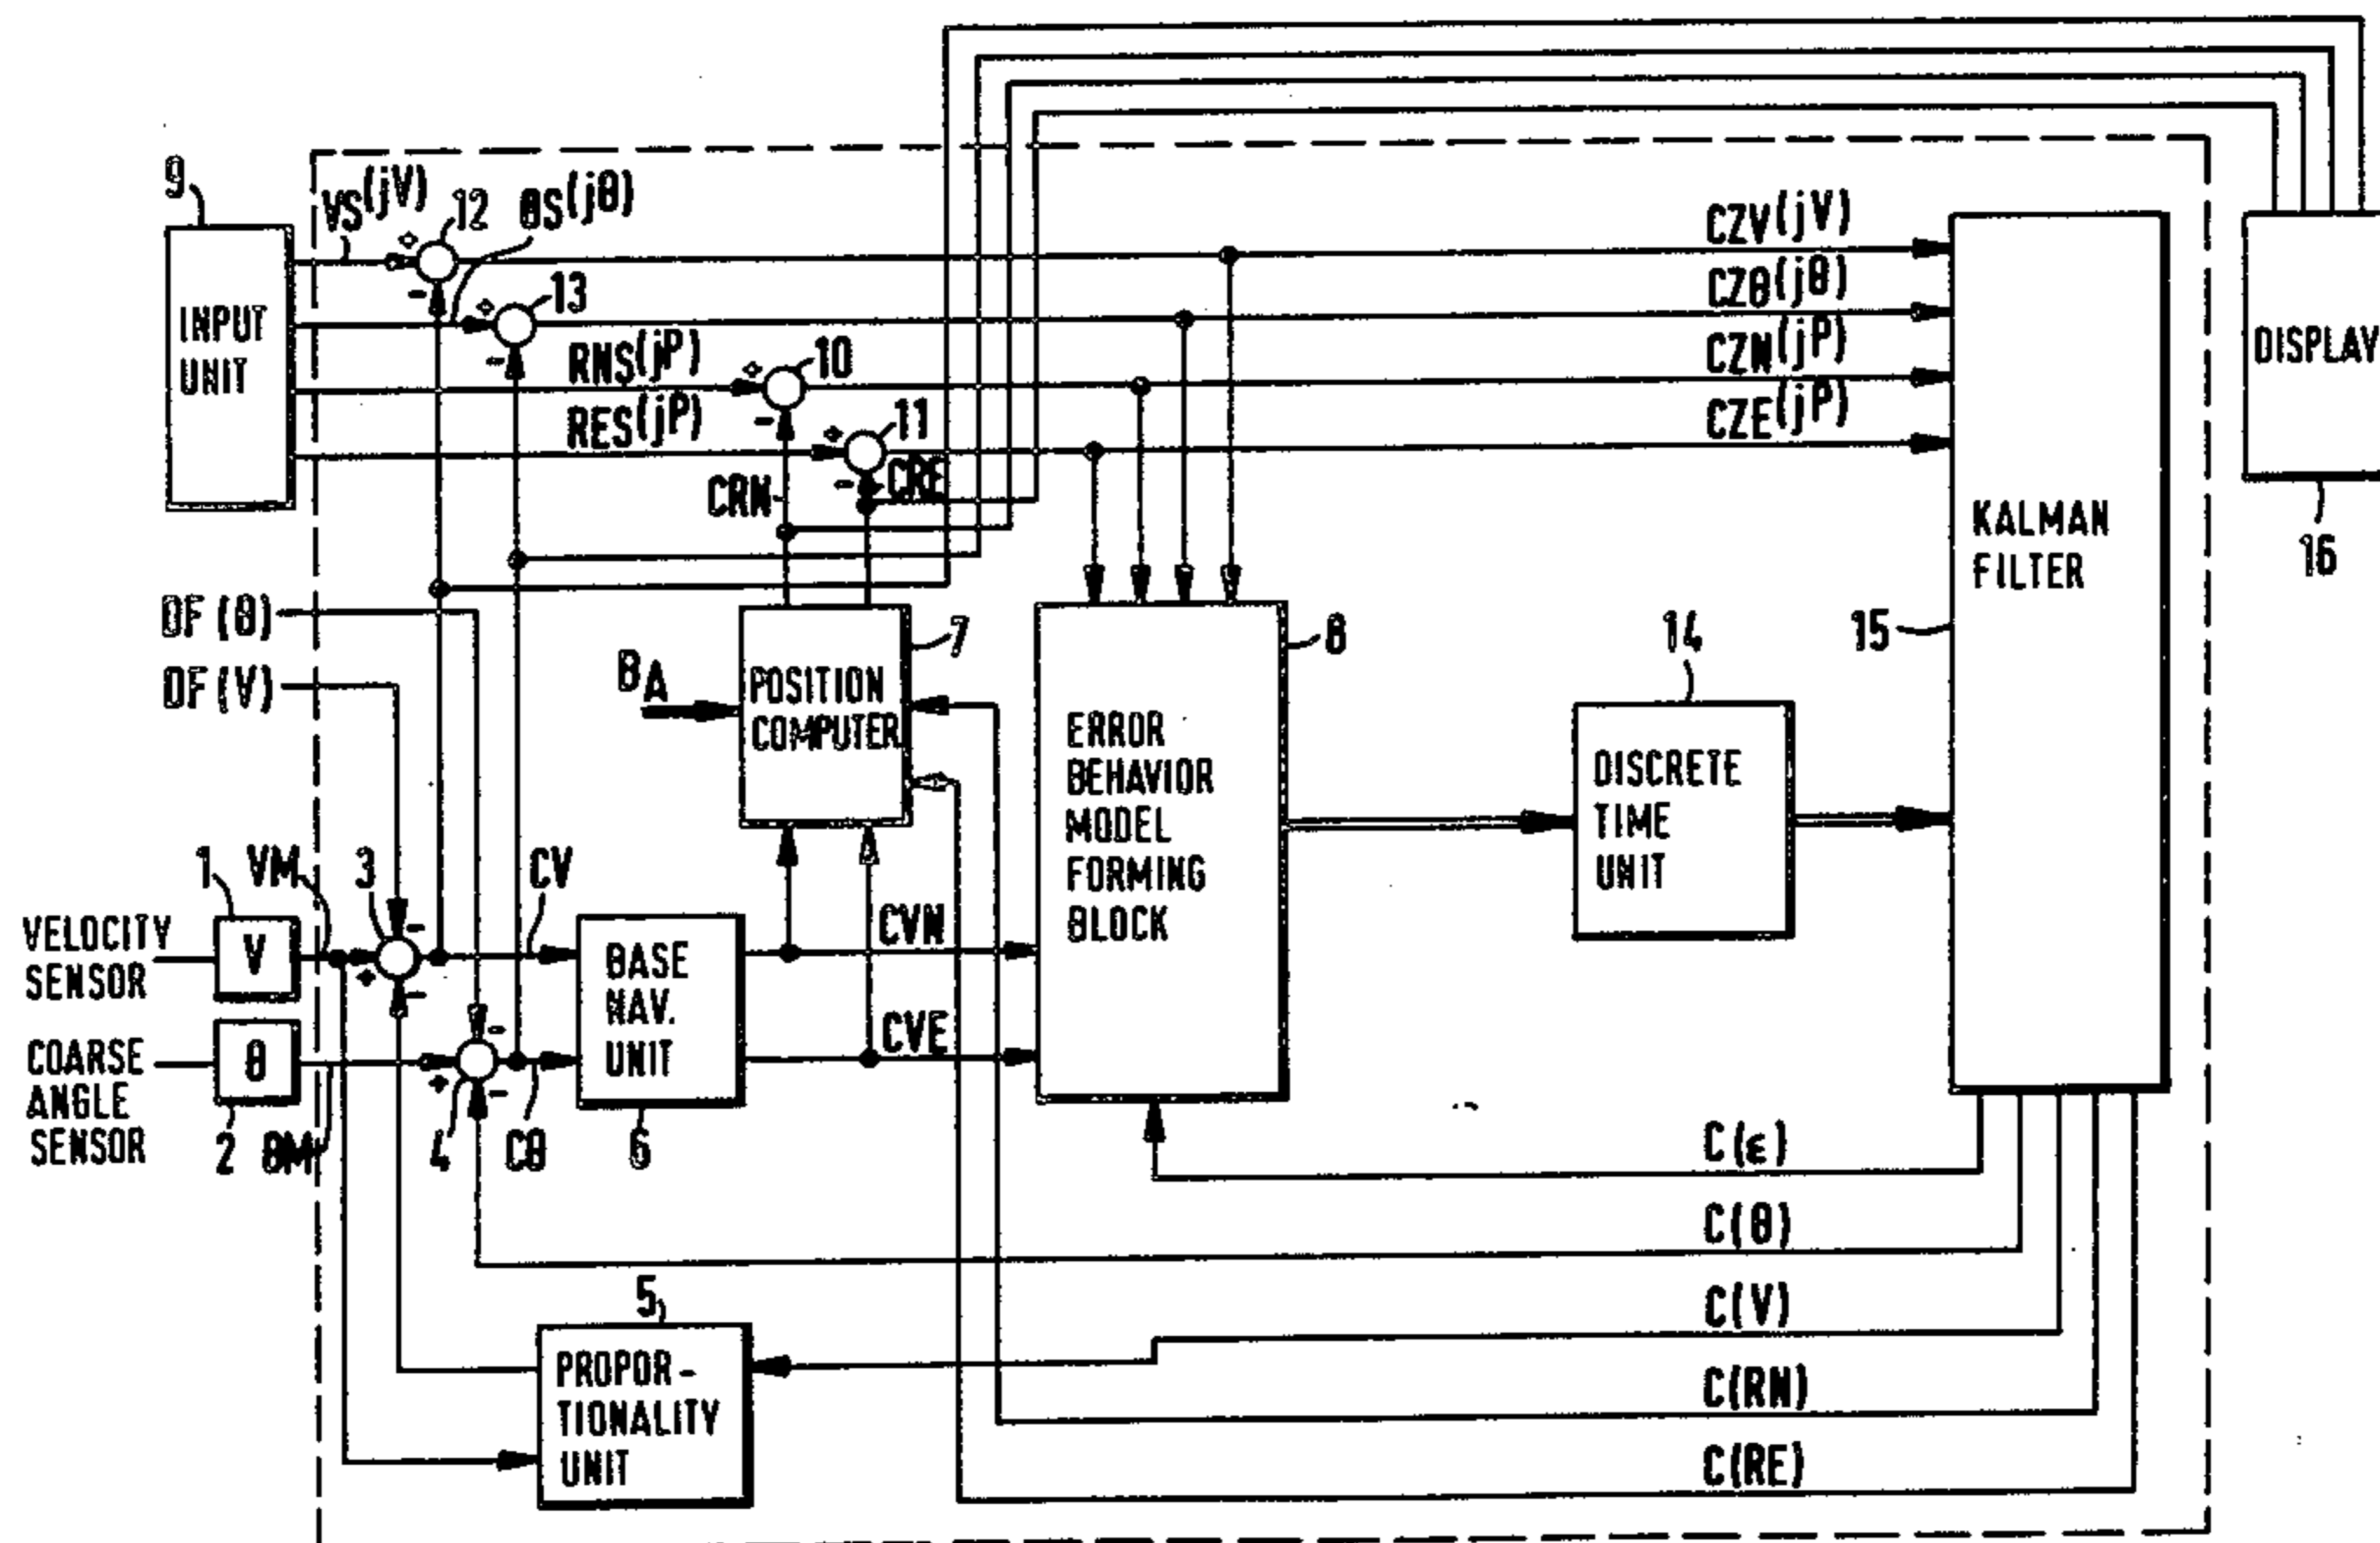 9
VS(jV)
12
θS(jθ)
CZV(jV)
13
CZθ(jθ)
INPUT
UNIT
RNS(jP)
10
CZN(jP)
DISPLAY
RES(jP)
11
CZE(jP)
CRN
CRE
KALMAN
FILTER
16
DF(θ)
7
8
14
15
DF(V)
BA
POSITION
COMPUTER
ERROR
BEHAVIOR
MODEL
FORMING
BLOCK
DISCRETE
TIME
UNIT
1
VM
3
CV
VELOCITY
SENSOR
V
BASE
NAV.
UNIT
CVN
CVE
COARSE
ANGLE
SENSOR
θ
2
θM
4
Cθ
6
C(ε)
C(θ)
5
C(V)
PROPOR-
TIONALITY
UNIT
C(RN)
C(RE)